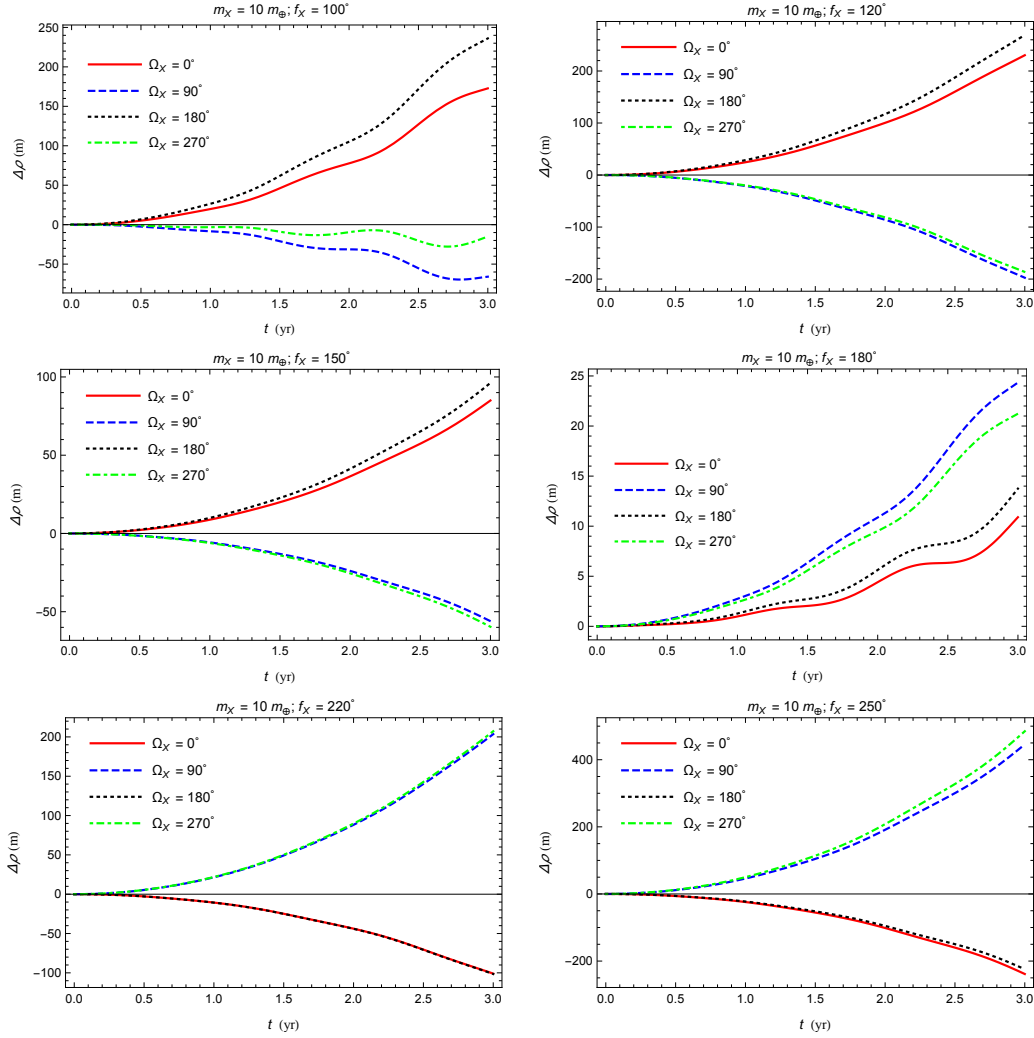 m_X = 10 m_⊕; f_X = 100°
Ω_X = 0°
Ω_X = 90°
Ω_X = 180°
Ω_X = 270°
250
200
150
100
50
0
-50
Δρ (m)
0.0 0.5 1.0 1.5 2.0 2.5 3.0
t (yr)
m_X = 10 m_⊕; f_X = 120°
Ω_X = 0°
Ω_X = 90°
Ω_X = 180°
Ω_X = 270°
200
100
0
-100
-200
Δρ (m)
0.0 0.5 1.0 1.5 2.0 2.5 3.0
t (yr)
m_X = 10 m_⊕; f_X = 150°
Ω_X = 0°
Ω_X = 90°
Ω_X = 180°
Ω_X = 270°
100
50
0
-50
Δρ (m)
0.0 0.5 1.0 1.5 2.0 2.5 3.0
t (yr)
m_X = 10 m_⊕; f_X = 180°
Ω_X = 0°
Ω_X = 90°
Ω_X = 180°
Ω_X = 270°
25
20
15
10
5
0
Δρ (m)
0.0 0.5 1.0 1.5 2.0 2.5 3.0
t (yr)
m_X = 10 m_⊕; f_X = 220°
Ω_X = 0°
Ω_X = 90°
Ω_X = 180°
Ω_X = 270°
200
150
100
50
0
-50
-100
Δρ (m)
0.0 0.5 1.0 1.5 2.0 2.5 3.0
t (yr)
m_X = 10 m_⊕; f_X = 250°
Ω_X = 0°
Ω_X = 90°
Ω_X = 180°
Ω_X = 270°
400
200
0
-200
Δρ (m)
0.0 0.5 1.0 1.5 2.0 2.5 3.0
t (yr)